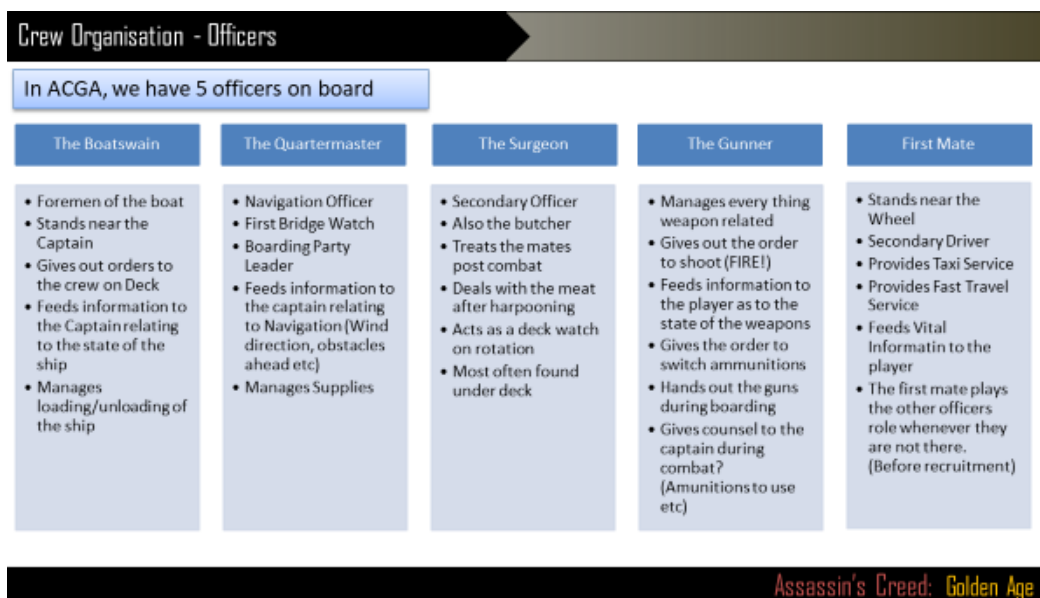 Crew Organisation - Officers
In ACGA, we have 5 officers on board
The Boatswain
• Foremen of the boat
• Stands near the
Captain
• Gives out orders to
the crew on Deck
• Feeds information to
the Captain relating
to the state of the
ship
• Manages
loading/unloading of
the ship
The Quartermaster
• Navigation Officer
• First Bridge Watch
• Boarding Party
Leader
• Feeds information to
the captain relating
to Navigation (Wind
direction, obstacles
ahead etc)
• Manages Supplies
The Surgeon
• Secondary Officer
• Also the butcher
• Treats the mates
post combat
• Deals with the meat
after harpooning
• Acts as a deck watch
on rotation
• Most often found
under deck
The Gunner
• Manages every thing
weapon related
• Gives out the order
to shoot (FIRE!)
• Feeds information to
the player as to the
state of the weapons
• Gives the order to
switch ammunitions
• Hands out the guns
during boarding
• Gives counsel to the
captain during
combat?
(Amunitions to use
etc)
First Mate
• Stands near the
Wheel
• Secondary Driver
• Provides Taxi Service
• Provides Fast Travel
Service
• Feeds Vital
Informatin to the
player
• The first mate plays
the other officers
role whenever they
are not there.
(Before recruitment)
Assassin's Creed: Golden Age